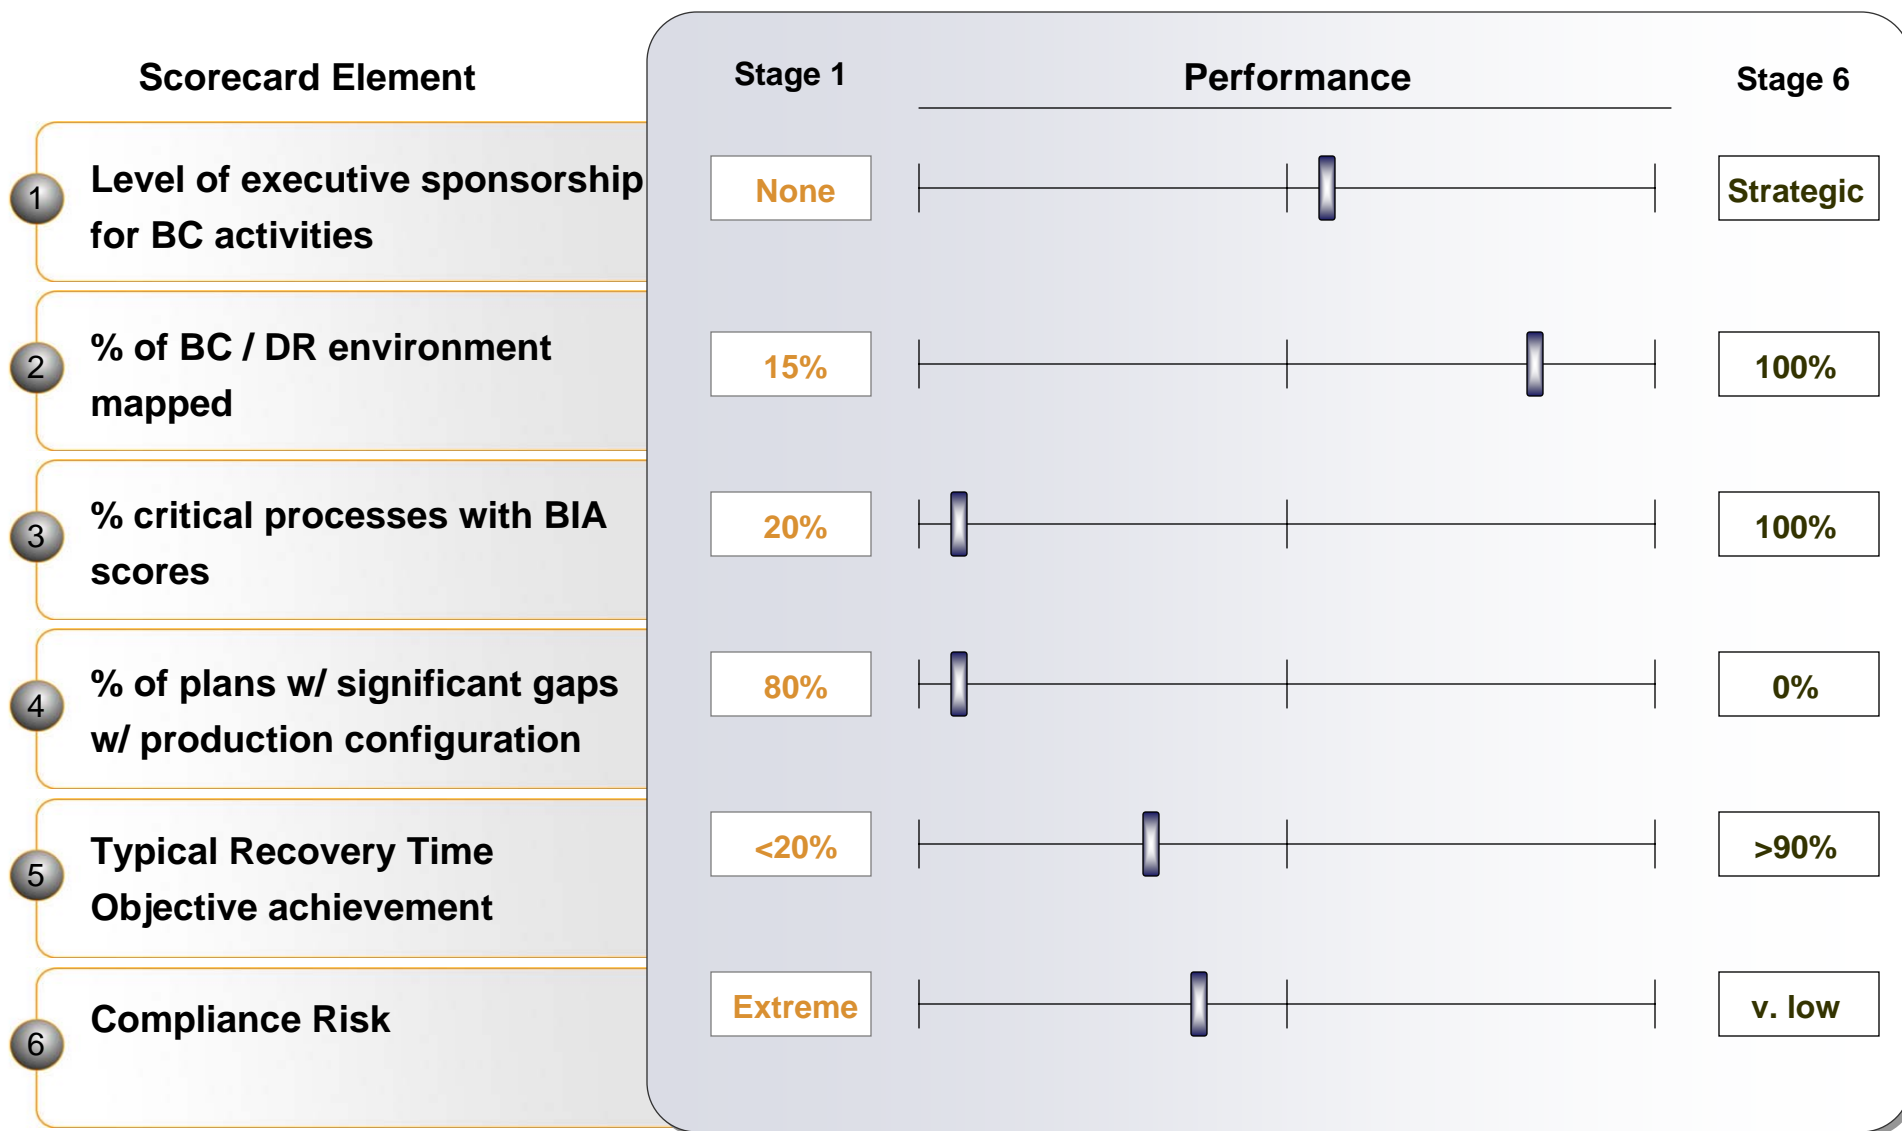 Scorecard Element
Stage 1
Performance
Stage 6
1
Level of executive sponsorship
for BC activities
None
Strategic
2
% of BC / DR environment
mapped
15%
100%
3
% critical processes with BIA
scores
20%
100%
4
% of plans w/ significant gaps
w/ production configuration
80%
0%
5
Typical Recovery Time
Objective achievement
<20%
>90%
6
Compliance Risk
Extreme
v. low